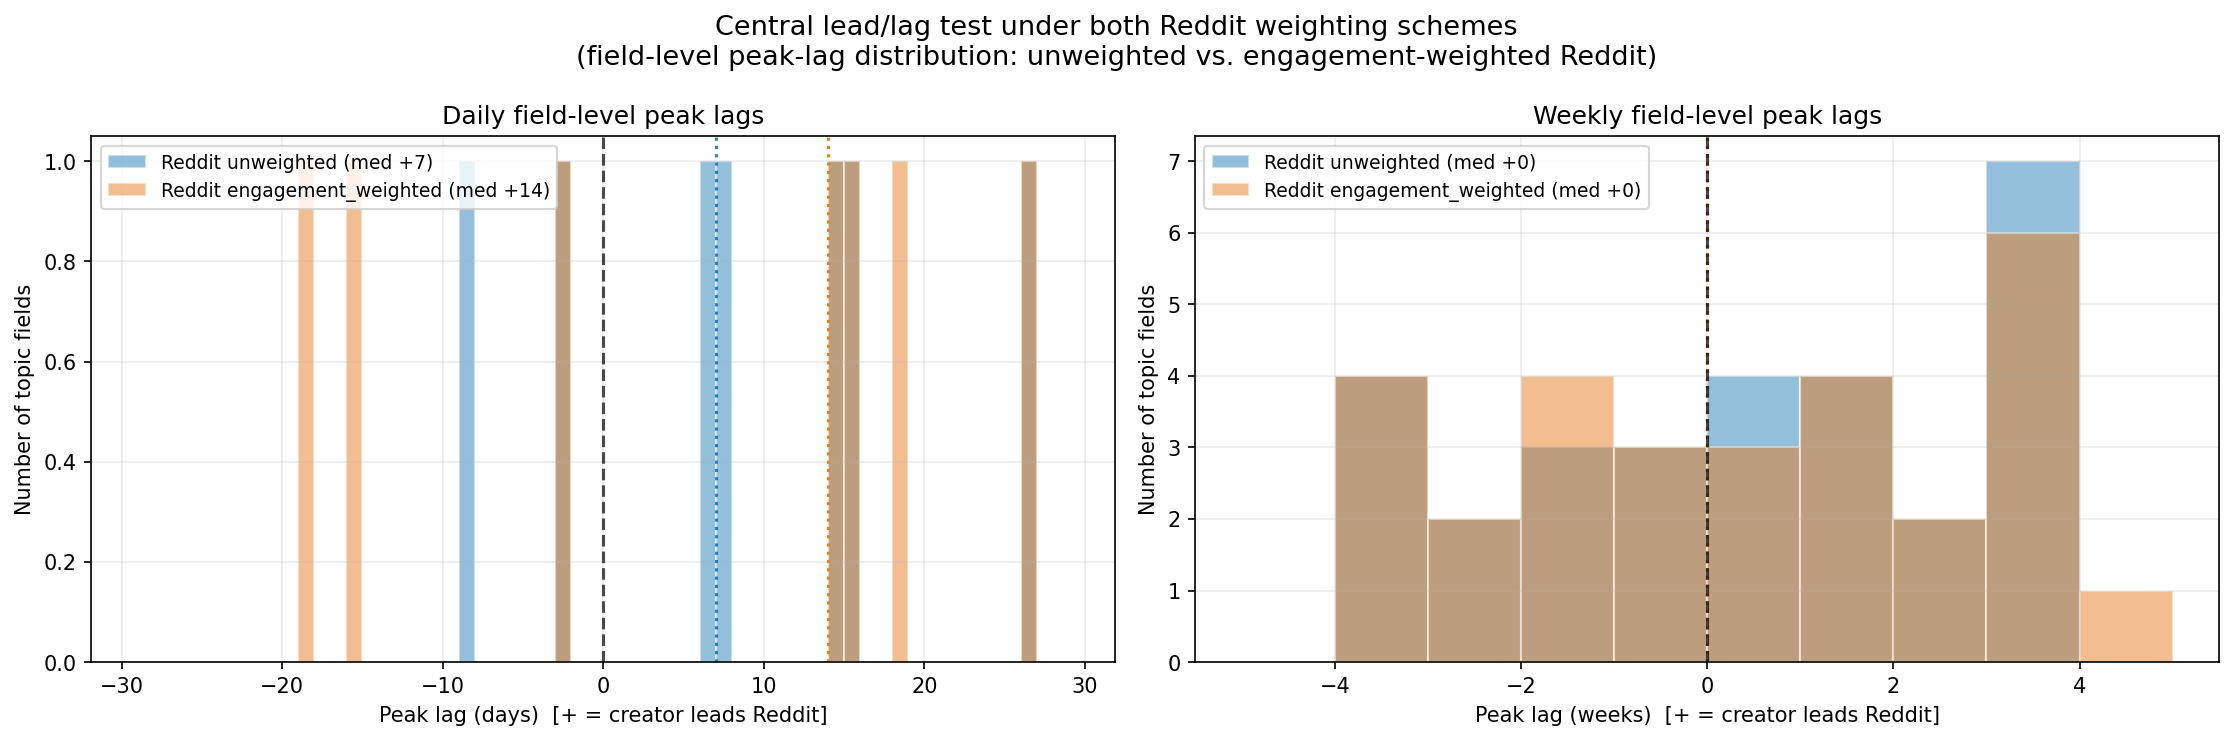 Central lead/lag test under both Reddit weighting schemes
(field-level peak-lag distribution: unweighted vs. engagement-weighted Reddit)
Daily field-level peak lags
Reddit unweighted (med +7)
Reddit engagement_weighted (med +14)
Number of topic fields
1.0
0.8
0.6
0.4
0.2
0.0
−30 −20 −10 0 10 20 30
Peak lag (days) [+ = creator leads Reddit]
Weekly field-level peak lags
Reddit unweighted (med +0)
Reddit engagement_weighted (med +0)
Number of topic fields
7
6
5
4
3
2
1
0
−4 −2 0 2 4
Peak lag (weeks) [+ = creator leads Reddit]